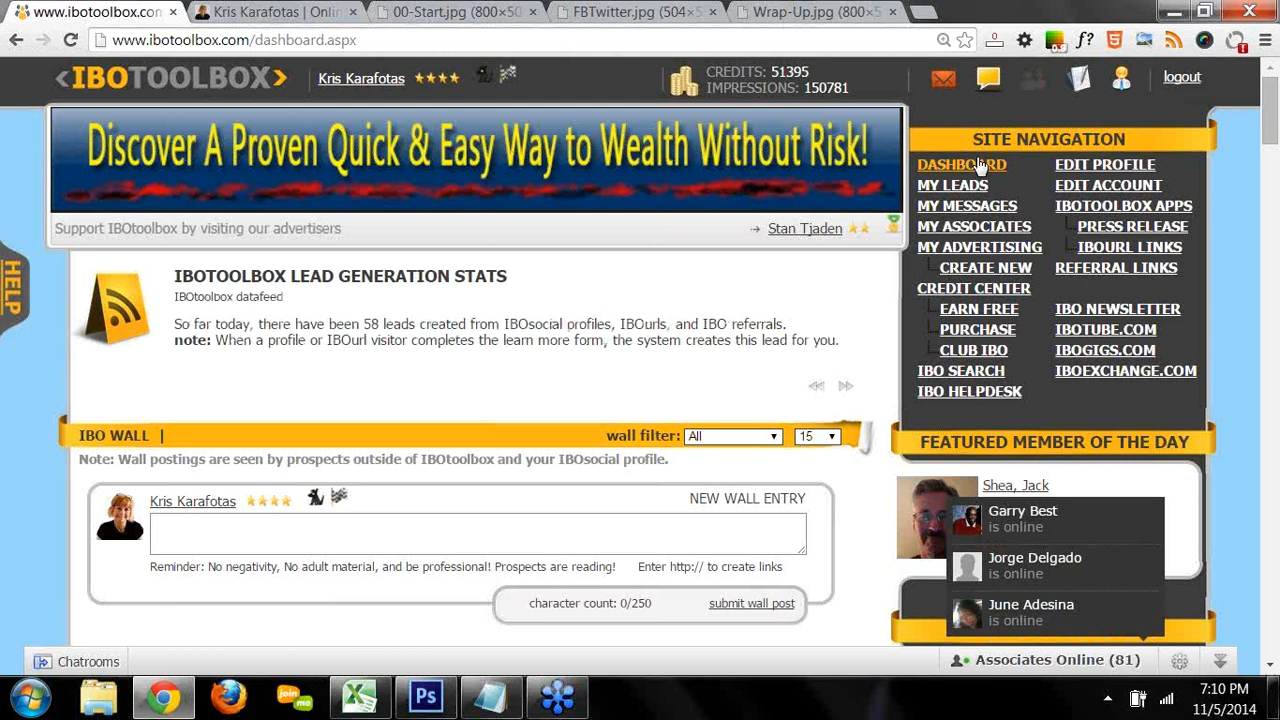 www.ibotoolbox.com
Kris Karafotas | Onlin
00-Start.jpg (800×50
FBTwitter.jpg (504×5
Wrap-Up.jpg (800×5
www.ibotoolbox.com/dashboard.aspx
f?
<IBOTOOLBOX>
Kris Karafotas
CREDITS: 51395
IMPRESSIONS: 150781
logout
Discover A Proven Quick & Easy Way to Wealth Without Risk!
Support IBOtoolbox by visiting our advertisers
Stan Tjaden
SITE NAVIGATION
DASHBOARD
EDIT PROFILE
MY LEADS
EDIT ACCOUNT
MY MESSAGES
IBOTOOLBOX APPS
MY ASSOCIATES
PRESS RELEASE
MY ADVERTISING
IBOURL LINKS
CREATE NEW
REFERRAL LINKS
CREDIT CENTER
EARN FREE
IBO NEWSLETTER
PURCHASE
IBOTUBE.COM
CLUB IBO
IBOGIGS.COM
IBO SEARCH
IBOEXCHANGE.COM
IBO HELPDESK
HELP
IBOTOOLBOX LEAD GENERATION STATS
IBOtoolbox datafeed
So far today, there have been 58 leads created from IBOsocial profiles, IBOurls, and IBO referrals.
note: When a profile or IBOurl visitor completes the learn more form, the system creates this lead for you.
IBO WALL |
wall filter: All 15
Note: Wall postings are seen by prospects outside of IBOtoolbox and your IBOsocial profile.
Kris Karafotas
NEW WALL ENTRY
Reminder: No negativity, No adult material, and be professional! Prospects are reading!
Enter http:// to create links
character count: 0/250
submit wall post
FEATURED MEMBER OF THE DAY
Shea, Jack
Garry Best
is online
Jorge Delgado
is online
June Adesina
is online
Chatrooms
Associates Online (81)
join
me
Ps
7:10 PM
11/5/2014